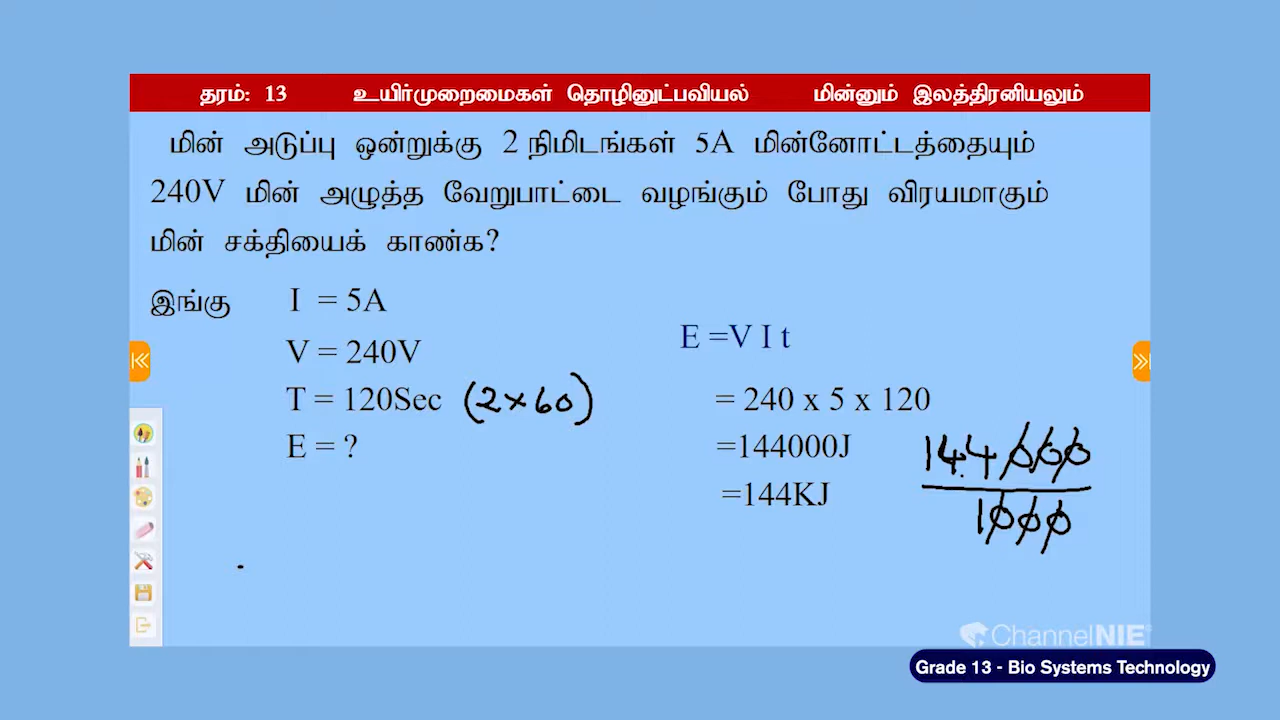 தரம்: 13 உயிர்முறைமைகள் தொழினுட்பவியல் மின்னும் இலத்திரனியலும்
மின் அடுப்பு ஒன்றுக்கு 2 நிமிடங்கள் 5A மின்னோட்டத்தையும்
240V மின் அழுத்த வேறுபாட்டை வழங்கும் போது விரயமாகும்
மின் சக்தியைக் காண்க?
இங்கு I = 5A
V = 240V
T = 120Sec (2×60)
E = ?
E =V I t
= 240 x 5 x 120
=144000J
=144KJ
144000
1000
ChannelNIE
Grade 13 - Bio Systems Technology